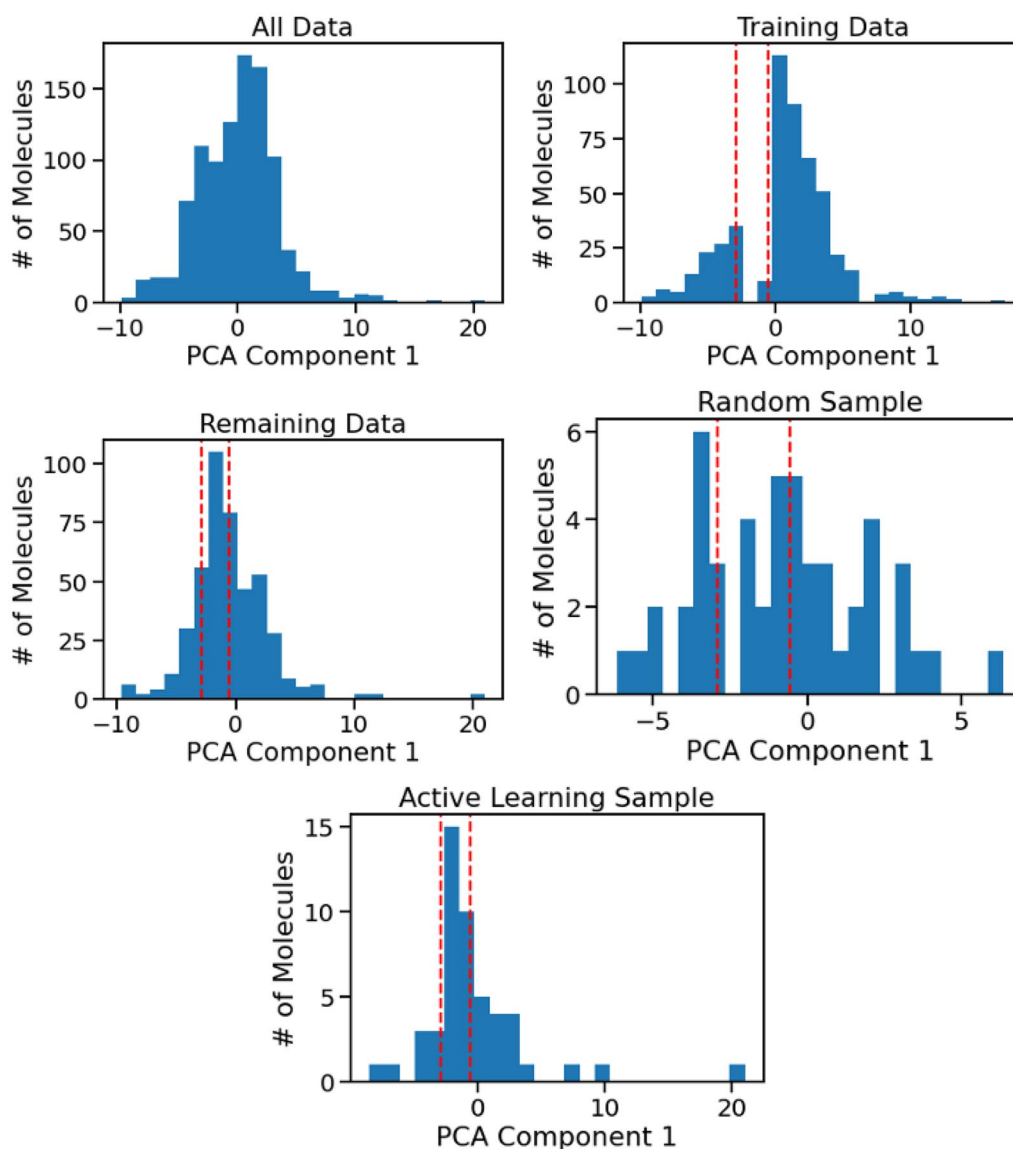 All Data
# of Molecules
150
100
50
0
−10 0 10 20
PCA Component 1
Training Data
# of Molecules
100
75
50
25
0
−10 0 10
PCA Component 1
Remaining Data
# of Molecules
100
75
50
25
0
−10 0 10 20
PCA Component 1
Random Sample
# of Molecules
6
4
2
0
−5 0 5
PCA Component 1
Active Learning Sample
# of Molecules
15
10
5
0
0 10 20
PCA Component 1